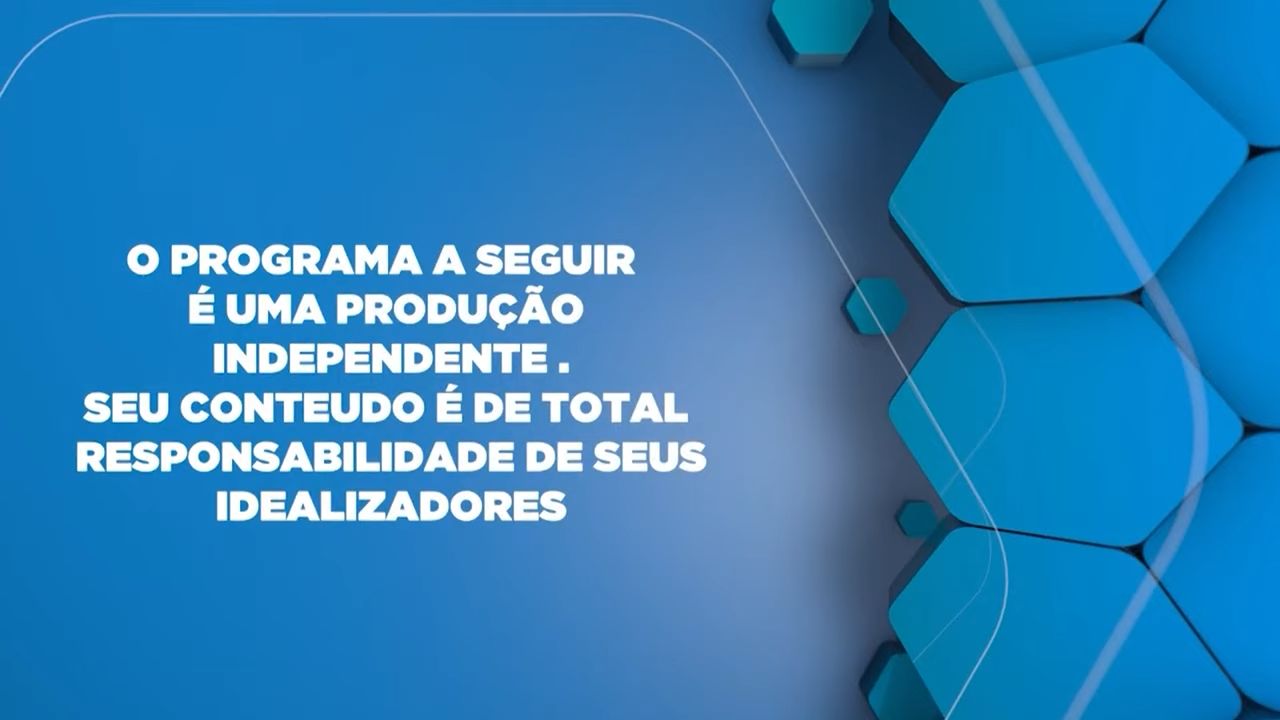 O PROGRAMA A SEGUIR
É UMA PRODUÇÃO
INDEPENDENTE .
SEU CONTEUDO É DE TOTAL
RESPONSABILIDADE DE SEUS
IDEALIZADORES